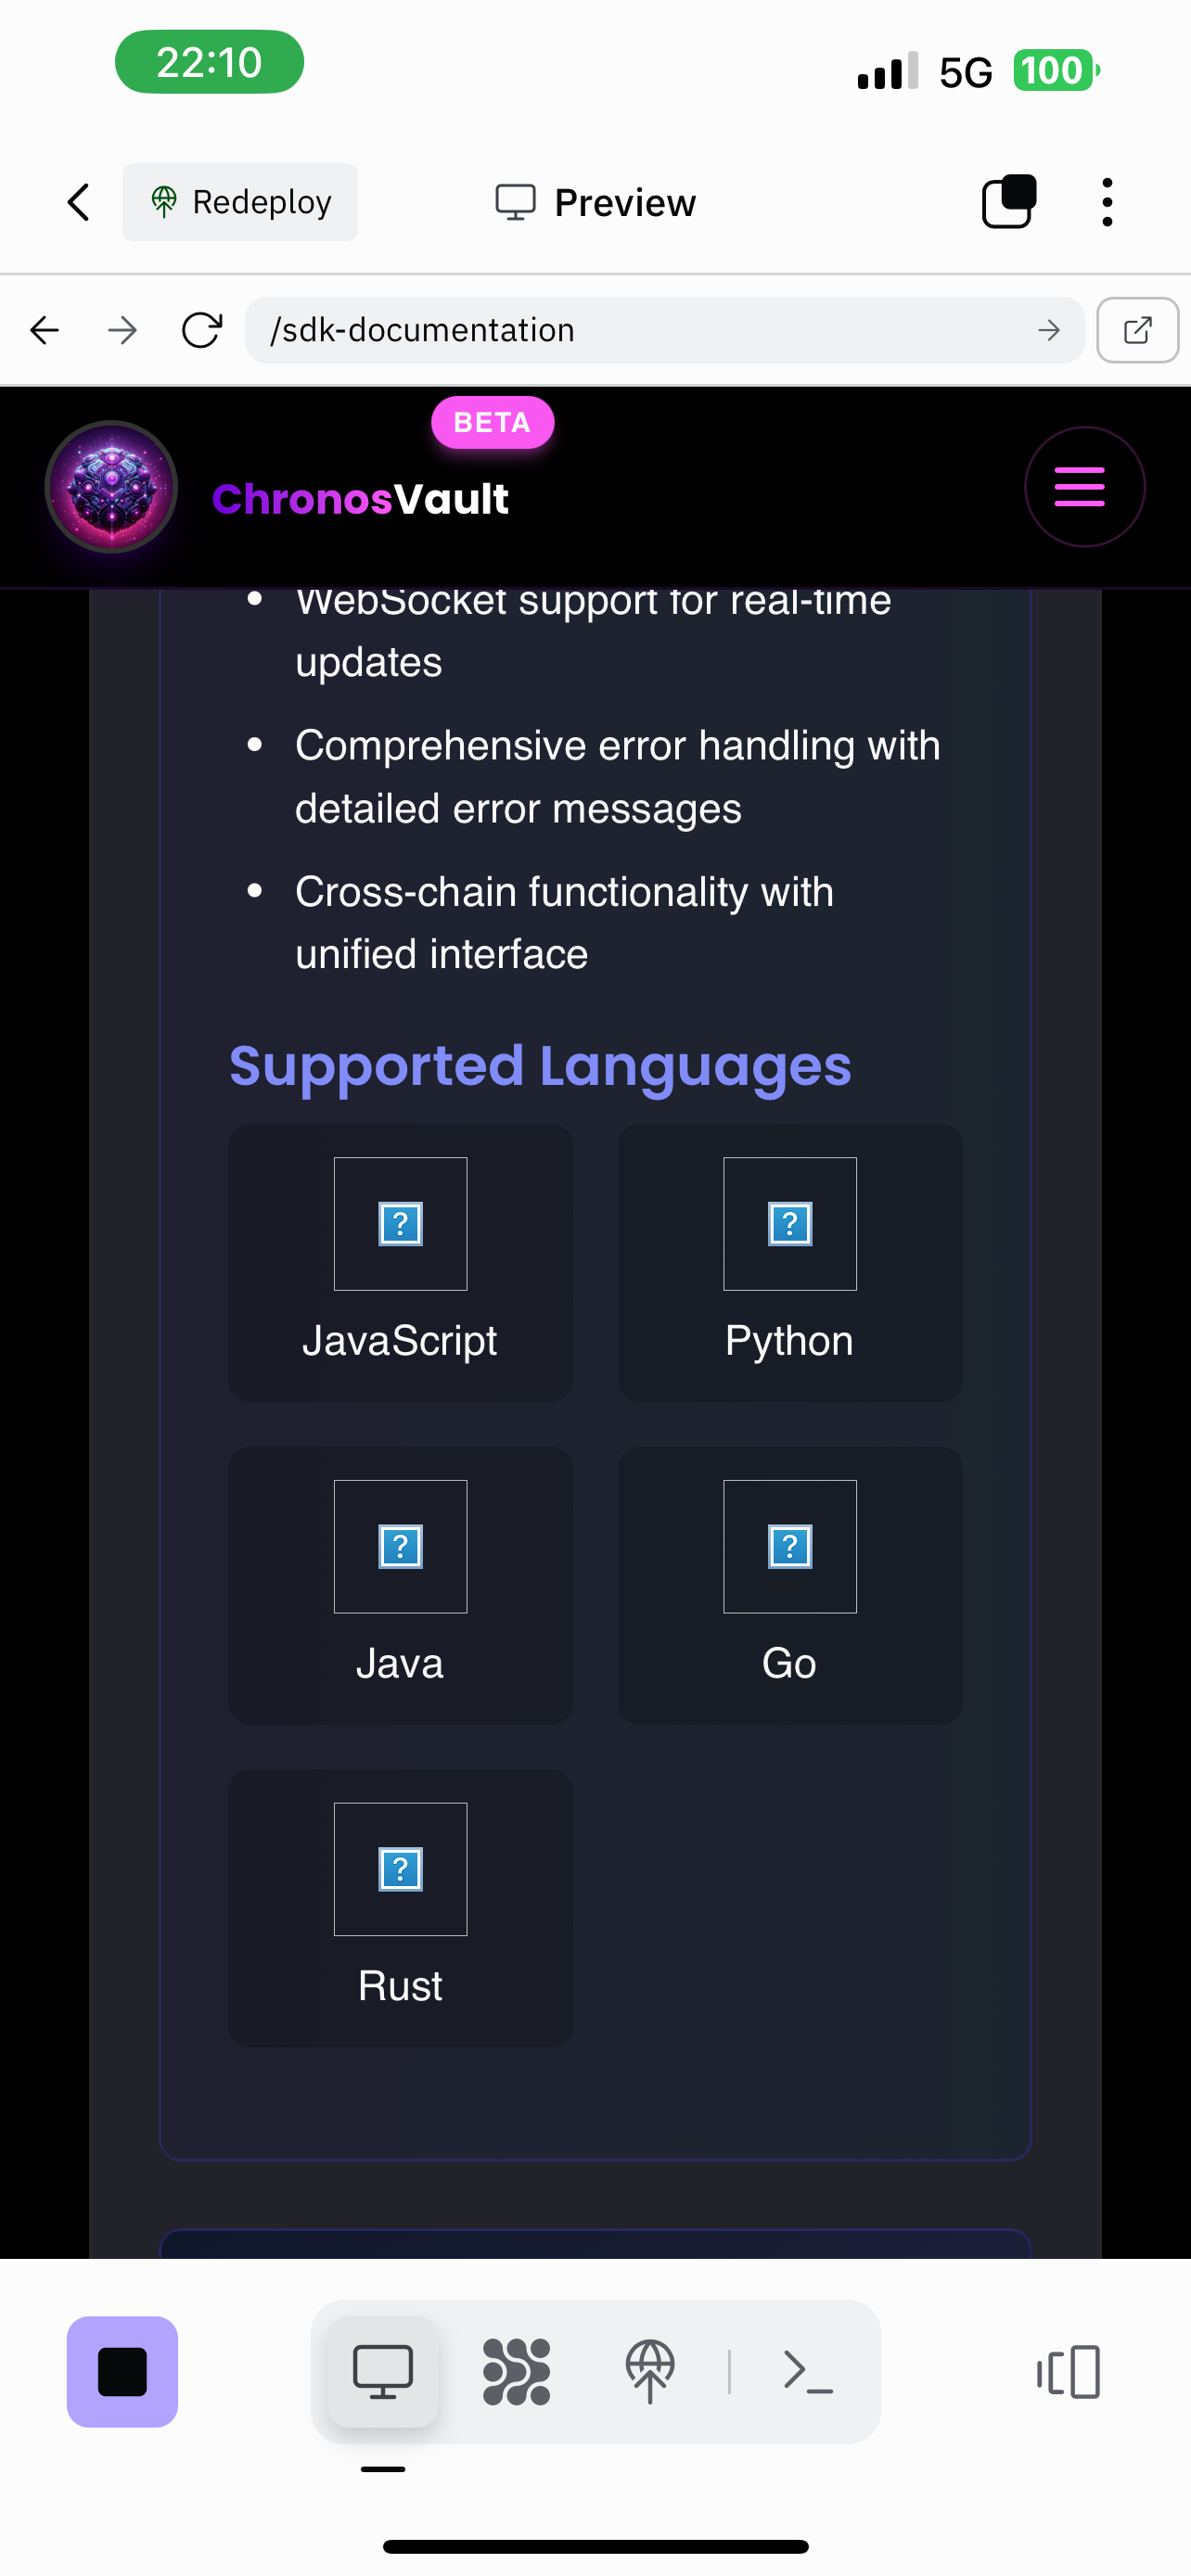 22:10
5G
100
Redeploy
Preview
/sdk-documentation
BETA
ChronosVault
WebSocket support for real-time
updates
Comprehensive error handling with
detailed error messages
Cross-chain functionality with
unified interface
Supported Languages
JavaScript
Python
Java
Go
Rust